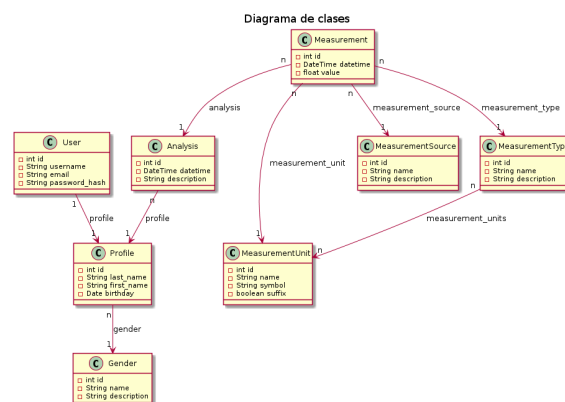 Diagrama de clases
C Measurement
int id
DateTime datetime
float value
n
n
n
n
analysis
measurement_source
measurement_type
measurement_unit
1
1
1
C User
int id
String username
String email
String password_hash
C Analysis
int id
DateTime datetime
String description
C MeasurementSource
int id
String name
String description
C MeasurementType
int id
String name
String description
1
n
n
profile
profile
measurement_units
1
1
1
n
C Profile
int id
String last_name
String first_name
Date birthday
C MeasurementUnit
int id
String name
String symbol
boolean suffix
n
gender
1
C Gender
int id
String name
String description